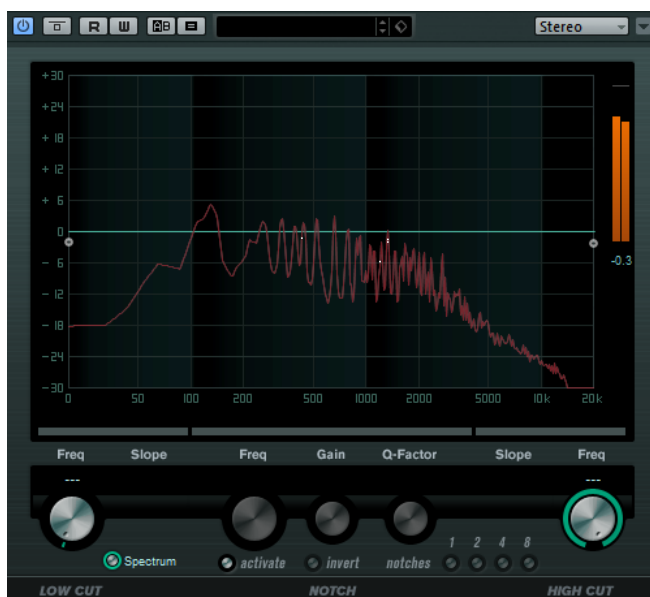 R W AB Stereo
+30
+24
+18
+12
+ 6
0
-0.3
- 6
- 12
- 18
- 24
- 30
0 50 100 200 500 1000 2000 5000 10k 20k
Freq Slope Freq Gain Q-Factor Slope Freq
--- ---
1 2 4 8
Spectrum activate invert notches
LOW CUT NOTCH HIGH CUT